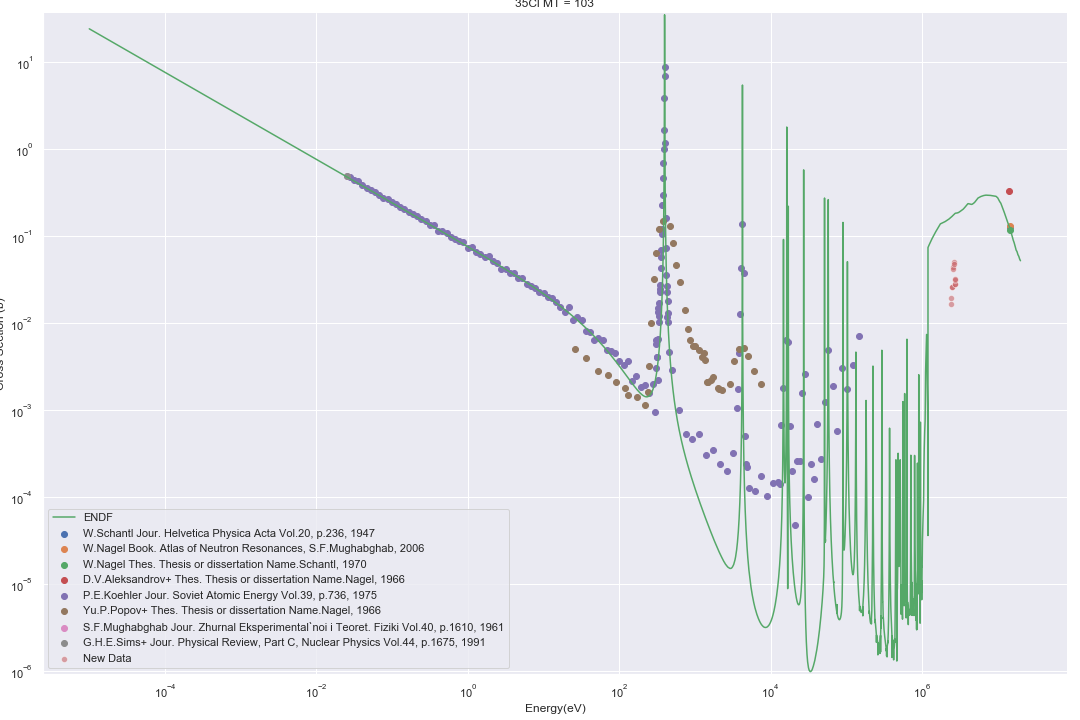 35Cl MT = 103
10¹
10⁰
10⁻¹
10⁻²
10⁻³
10⁻⁴
10⁻⁵
10⁻⁶
Cross Section (b)
ENDF
W.Schantl Jour. Helvetica Physica Acta Vol.20, p.236, 1947
W.Nagel Book. Atlas of Neutron Resonances, S.F.Mughabghab, 2006
W.Nagel Thes. Thesis or dissertation Name.Schantl, 1970
D.V.Aleksandrov+ Thes. Thesis or dissertation Name.Nagel, 1966
P.E.Koehler Jour. Soviet Atomic Energy Vol.39, p.736, 1975
Yu.P.Popov+ Thes. Thesis or dissertation Name.Nagel, 1966
S.F.Mughabghab Jour. Zhurnal Eksperimental`noi i Teoret. Fiziki Vol.40, p.1610, 1961
G.H.E.Sims+ Jour. Physical Review, Part C, Nuclear Physics Vol.44, p.1675, 1991
New Data
10⁻⁴ 10⁻² 10⁰ 10² 10⁴ 10⁶
Energy(eV)